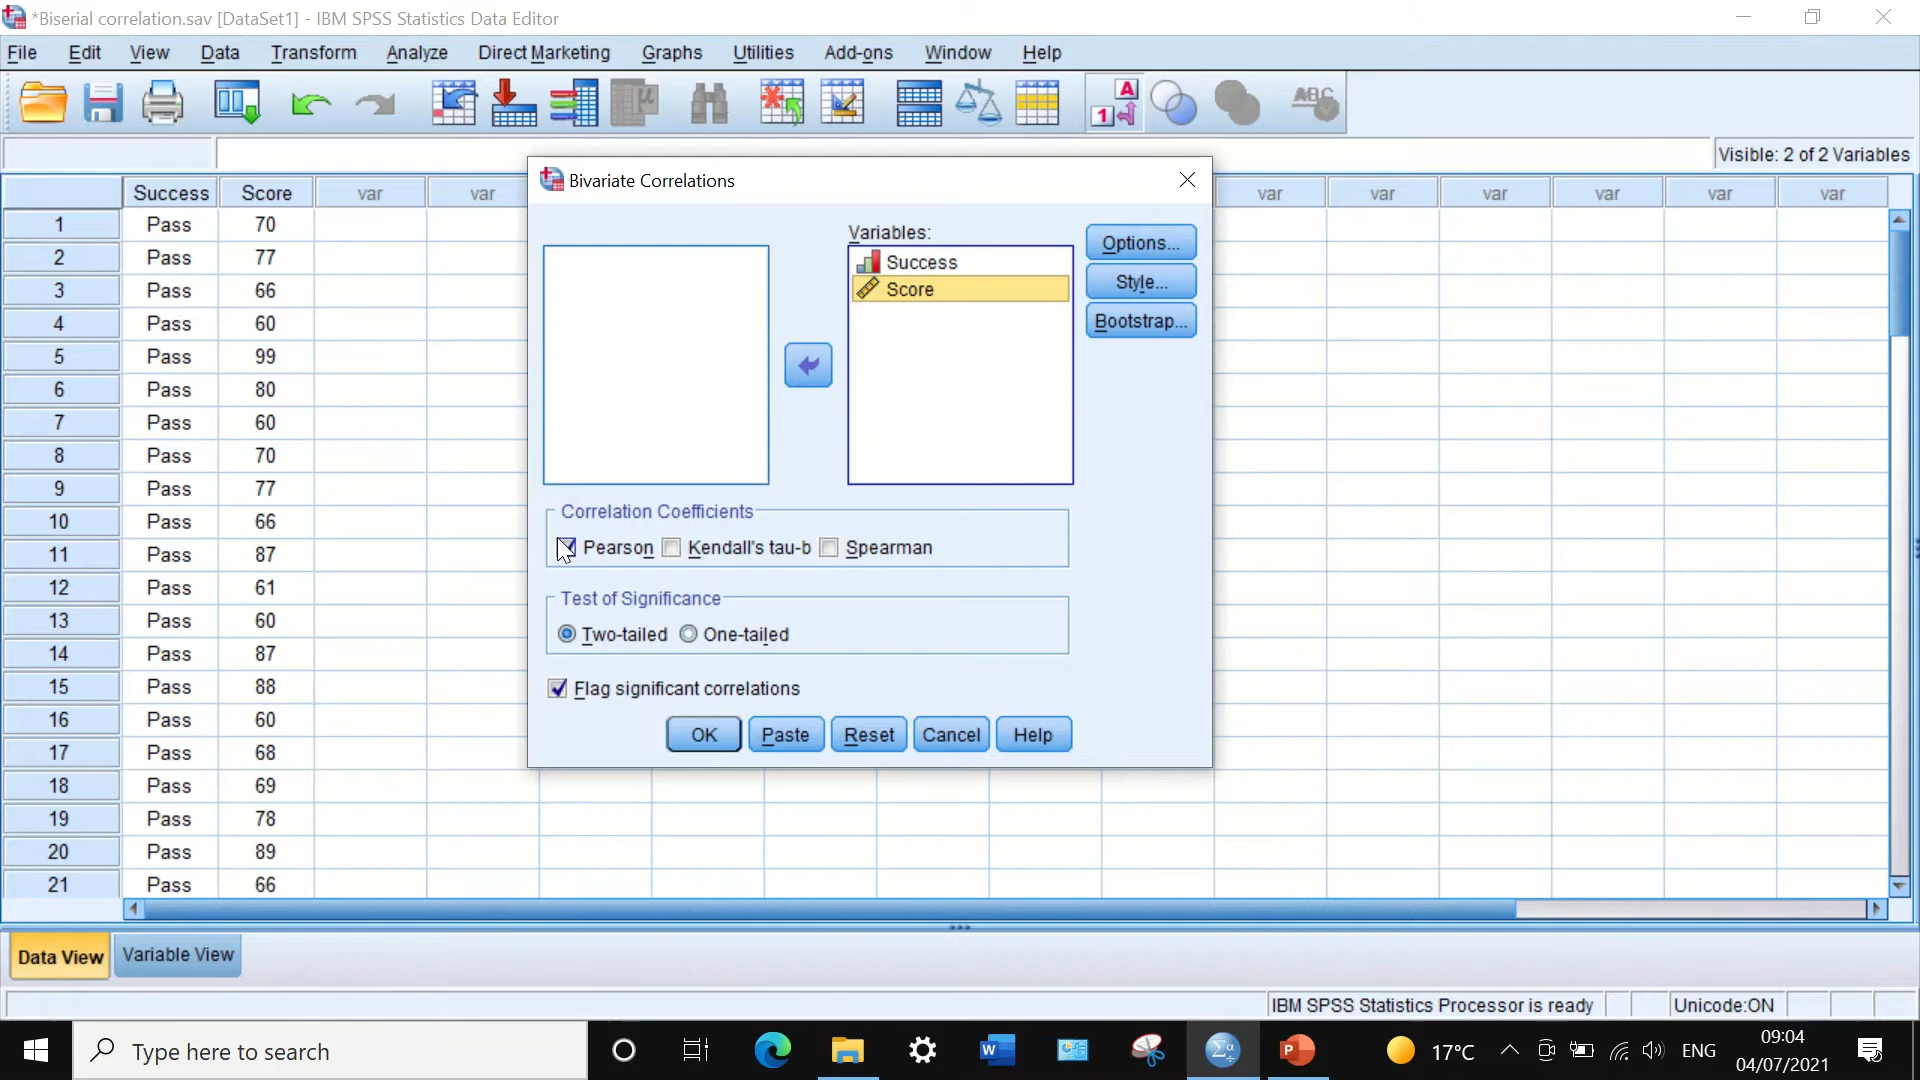 *Biserial correlation.sav [DataSet1] - IBM SPSS Statistics Data Editor
File Edit View Data Transform Analyze Direct Marketing Graphs Utilities Add-ons Window Help
A
1
ABC
Visible: 2 of 2 Variables
Success Score var var var var var var var var
1 Pass 70
2 Pass 77
3 Pass 66
4 Pass 60
5 Pass 99
6 Pass 80
7 Pass 60
8 Pass 70
9 Pass 77
10 Pass 66
11 Pass 87
12 Pass 61
13 Pass 60
14 Pass 87
15 Pass 88
16 Pass 60
17 Pass 68
18 Pass 69
19 Pass 78
20 Pass 89
21 Pass 66
Bivariate Correlations
Variables:
Success
Score
Options...
Style...
Bootstrap...
Correlation Coefficients
Pearson Kendall's tau-b Spearman
Test of Significance
Two-tailed One-tailed
Flag significant correlations
OK Paste Reset Cancel Help
Data View Variable View
IBM SPSS Statistics Processor is ready Unicode:ON
Type here to search
17°C ENG 09:04
04/07/2021